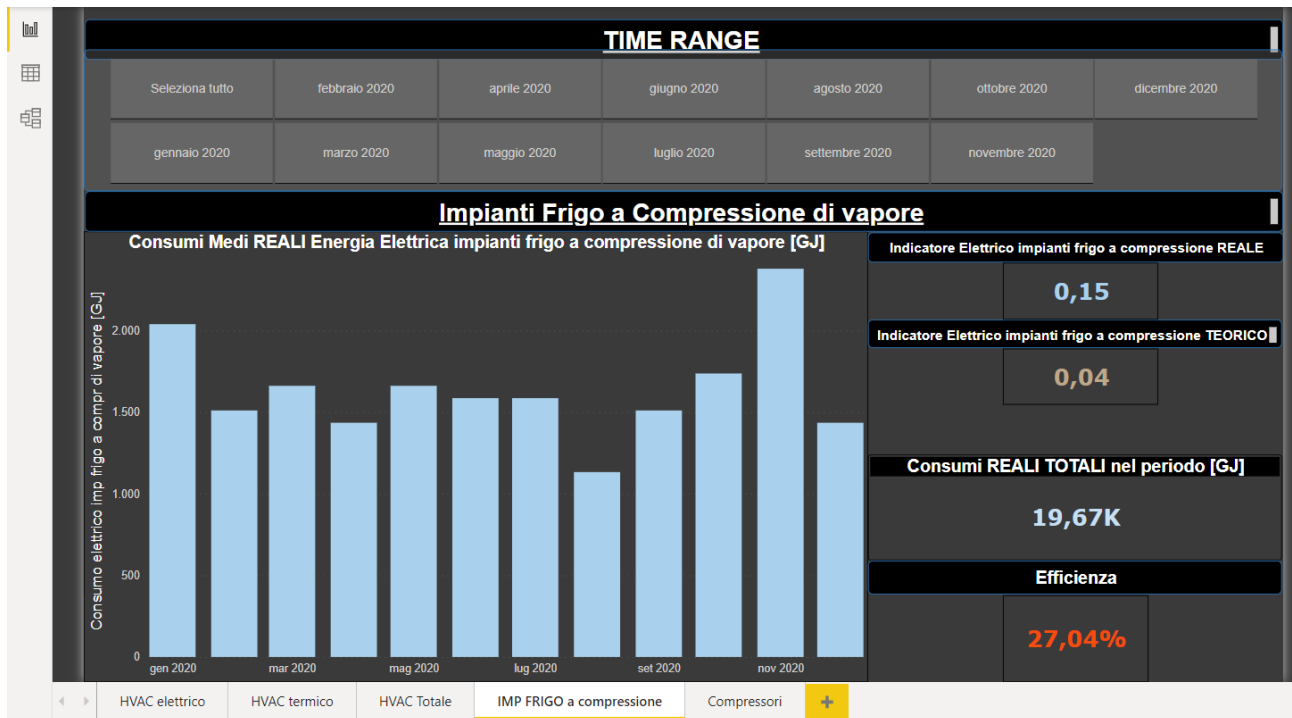 TIME RANGE
Seleziona tutto febbraio 2020 aprile 2020 giugno 2020 agosto 2020 ottobre 2020 dicembre 2020
gennaio 2020 marzo 2020 maggio 2020 luglio 2020 settembre 2020 novembre 2020
Impianti Frigo a Compressione di vapore
Consumi Medi REALI Energia Elettrica impianti frigo a compressione di vapore [GJ]
Consumo elettrico imp frigo a compr di vapore [GJ]
2.000
1.500
1.000
500
0
gen 2020 mar 2020 mag 2020 lug 2020 set 2020 nov 2020
Indicatore Elettrico impianti frigo a compressione REALE
0,15
Indicatore Elettrico impianti frigo a compressione TEORICO
0,04
Consumi REALI TOTALI nel periodo [GJ]
19,67K
Efficienza
27,04%
HVAC elettrico HVAC termico HVAC Totale IMP FRIGO a compressione Compressori +